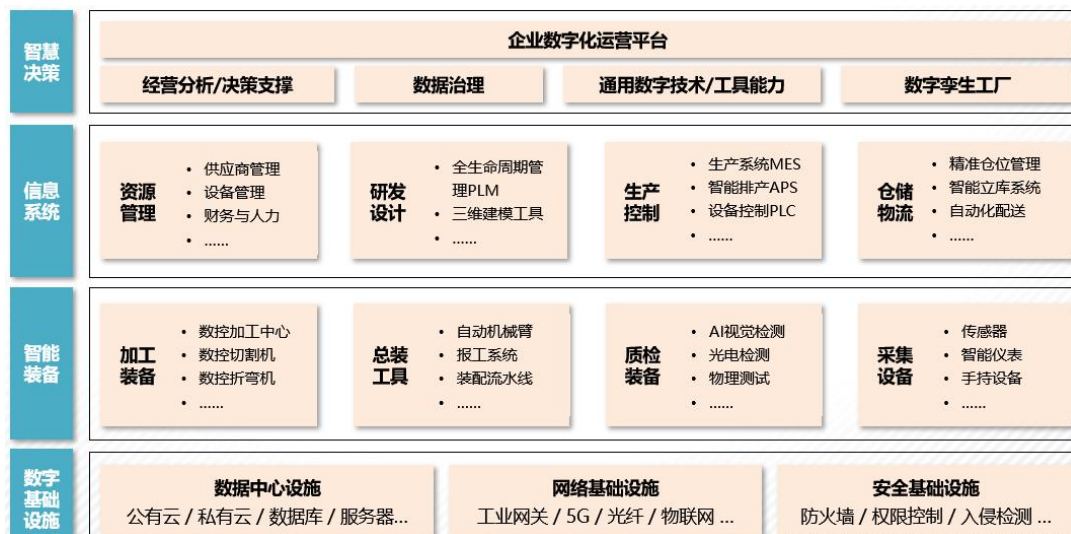 智慧
决策
企业数字化运营平台
经营分析/决策支撑
数据治理
通用数字技术/工具能力
数字孪生工厂
信息
系统
资源
管理
• 供应商管理
• 设备管理
• 财务与人力
• ......
研发
设计
• 全生命周期管
理PLM
• 三维建模工具
• ......
生产
控制
• 生产系统MES
• 智能排产APS
• 设备控制PLC
• ......
仓储
物流
• 精准仓位管理
• 智能立库系统
• 自动化配送
• ......
智能
装备
加工
装备
• 数控加工中心
• 数控切割机
• 数控折弯机
• ......
总装
工具
• 自动机械臂
• 报工系统
• 装配流水线
• ......
质检
装备
• AI视觉检测
• 光电检测
• 物理测试
• ......
采集
设备
• 传感器
• 智能仪表
• 手持设备
• ......
数字
基础
设施
数据中心设施
公有云 / 私有云 / 数据库 / 服务器...
网络基础设施
工业网关 / 5G / 光纤 / 物联网 ...
安全基础设施
防火墙 / 权限控制 / 入侵检测 ...